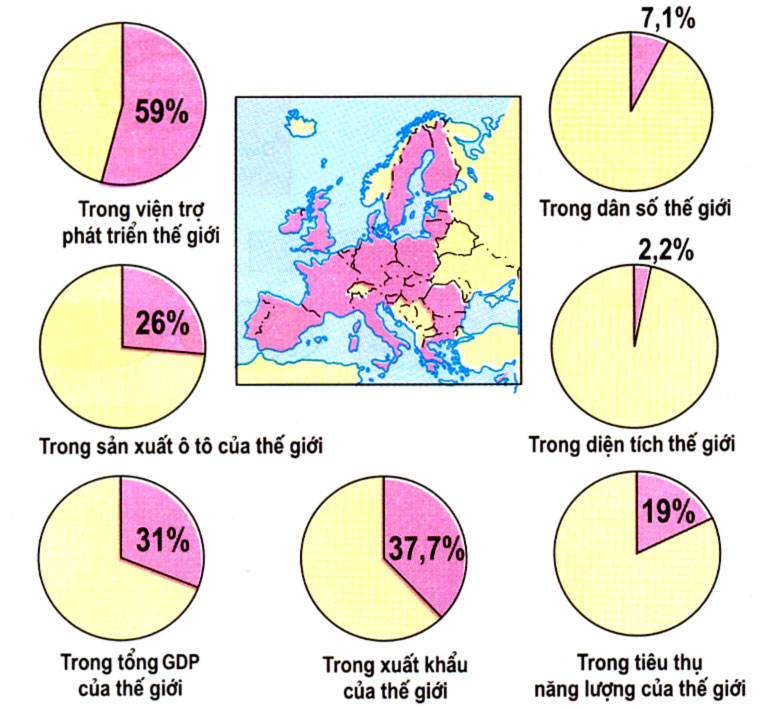 59%
Trong viện trợ
phát triển thế giới
7,1%
Trong dân số thế giới
26%
Trong sản xuất ô tô của thế giới
2,2%
Trong diện tích thế giới
31%
Trong tổng GDP
của thế giới
37,7%
Trong xuất khẩu
của thế giới
19%
Trong tiêu thụ
năng lượng của thế giới